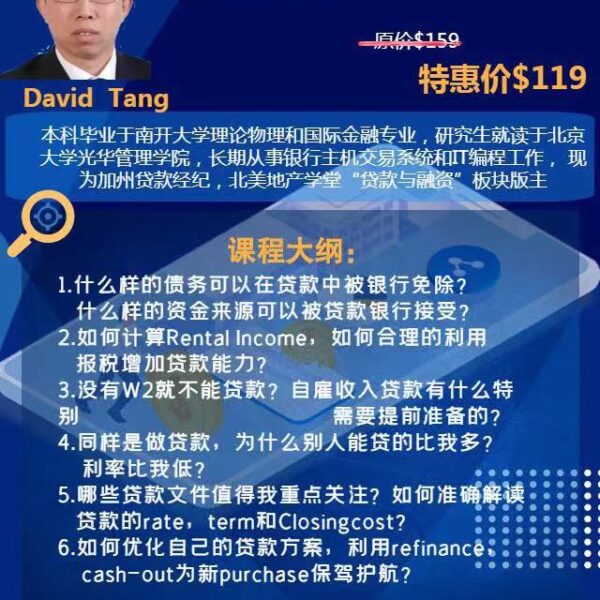 原价$159
特惠价$119
David Tang
本科毕业于南开大学理论物理和国际金融专业，研究生就读于北京
大学光华管理学院，长期从事银行主机交易系统和IT编程工作， 现
为加州贷款经纪，北美地产学堂“贷款与融资”板块版主
课程大纲：
1.什么样的债务可以在贷款中被银行免除？
什么样的资金来源可以被贷款银行接受？
2.如何计算Rental Income，如何合理的利用
报税增加贷款能力？
3.没有W2就不能贷款？自雇收入贷款有什么特
别 需要提前准备的？
4.同样是做贷款，为什么别人能贷的比我多？
利率比我低？
5.哪些贷款文件值得我重点关注？如何准确解读
贷款的rate，term和Closingcost？
6.如何优化自己的贷款方案，利用refinance，
cash-out为新purchase保驾护航？